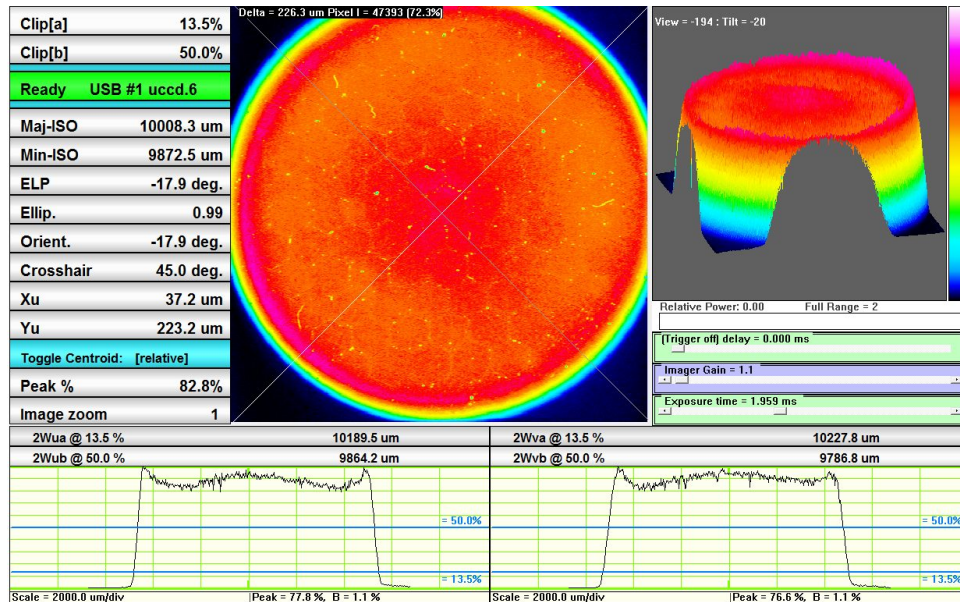 Clip[a] 13.5%
Clip[b] 50.0%
Ready USB #1 uccd.6
Maj-ISO 10008.3 um
Min-ISO 9872.5 um
ELP -17.9 deg.
Ellip. 0.99
Orient. -17.9 deg.
Crosshair 45.0 deg.
Xu 37.2 um
Yu 223.2 um
Toggle Centroid: [relative]
Peak % 82.8%
Image zoom 1
Delta = 226.3 um Pixel I = 47393 (72.3%)
View = -194 : Tilt = -20
Relative Power: 0.00 Full Range = 2
(Trigger off) delay = 0.000 ms
Imager Gain = 1.1
Exposure time = 1.959 ms
2Wua @ 13.5 % 10189.5 um
2Wub @ 50.0 % 9864.2 um
= 50.0%
= 13.5%
Scale = 2000.0 um/div Peak = 77.8 %, B = 1.1 %
2Wva @ 13.5 % 10227.8 um
2Wvb @ 50.0 % 9786.8 um
= 50.0%
= 13.5%
Scale = 2000.0 um/div Peak = 76.6 %, B = 1.1 %